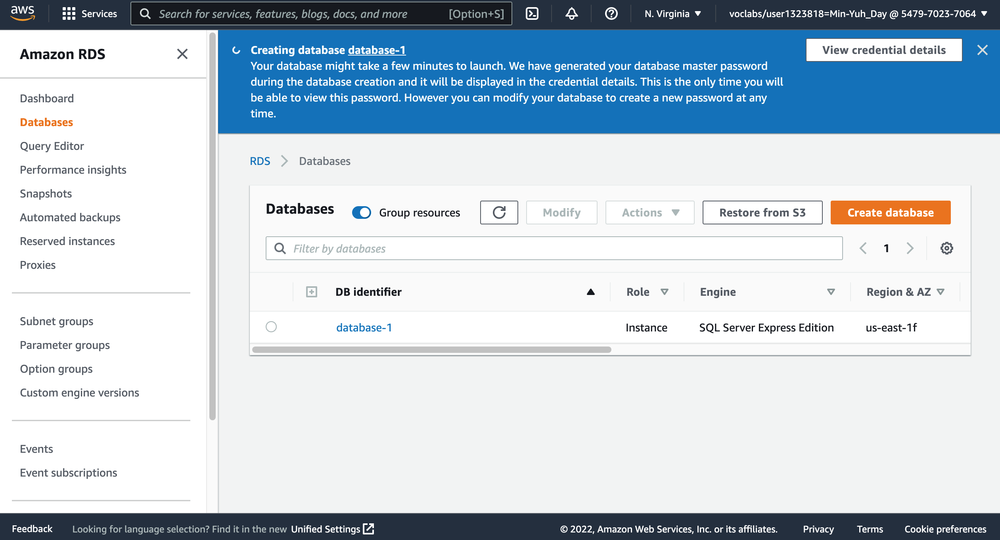 aws
Services
Search for services, features, blogs, docs, and more [Option+S]
N. Virginia
voclabs/user1323818=Min-Yuh_Day @ 5479-7023-7064
Amazon RDS
Dashboard
Databases
Query Editor
Performance insights
Snapshots
Automated backups
Reserved instances
Proxies
Subnet groups
Parameter groups
Option groups
Custom engine versions
Events
Event subscriptions
Creating database database-1
Your database might take a few minutes to launch. We have generated your database master password
during the database creation and it will be displayed in the credential details. This is the only time you will
be able to view this password. However you can modify your database to create a new password at any
time.
View credential details
RDS Databases
Databases Group resources Modify Actions Restore from S3 Create database
Filter by databases 1
DB identifier Role Engine Region & AZ
database-1 Instance SQL Server Express Edition us-east-1f
Feedback Looking for language selection? Find it in the new Unified Settings © 2022, Amazon Web Services, Inc. or its affiliates. Privacy Terms Cookie preferences